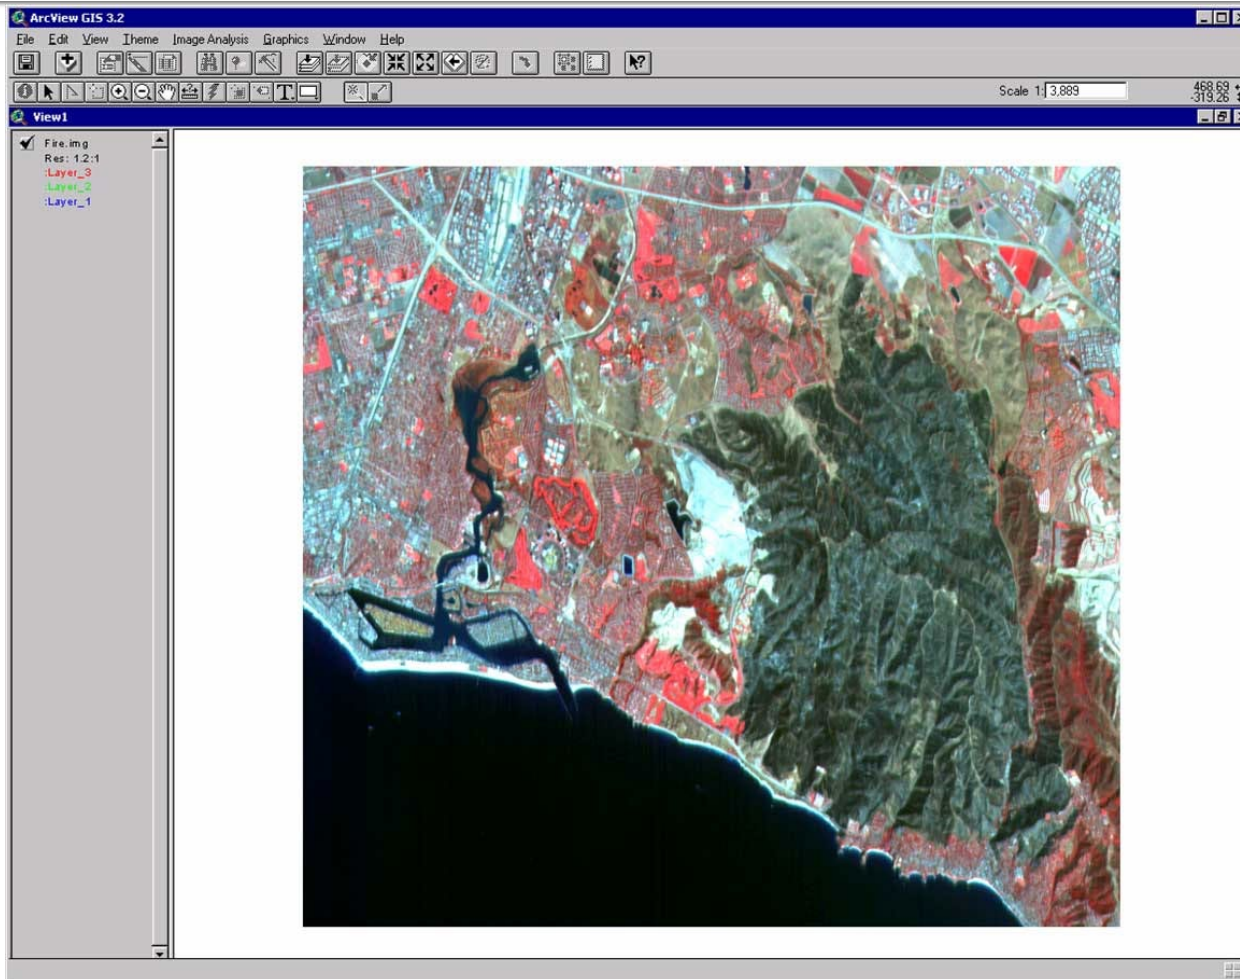 ArcView GIS 3.2
File Edit View Theme Image Analysis Graphics Window Help
Scale 1: 3,889
468.69
-319.26
View1
Fire.img
Res: 1.2:1
:Layer_3
:Layer_2
:Layer_1